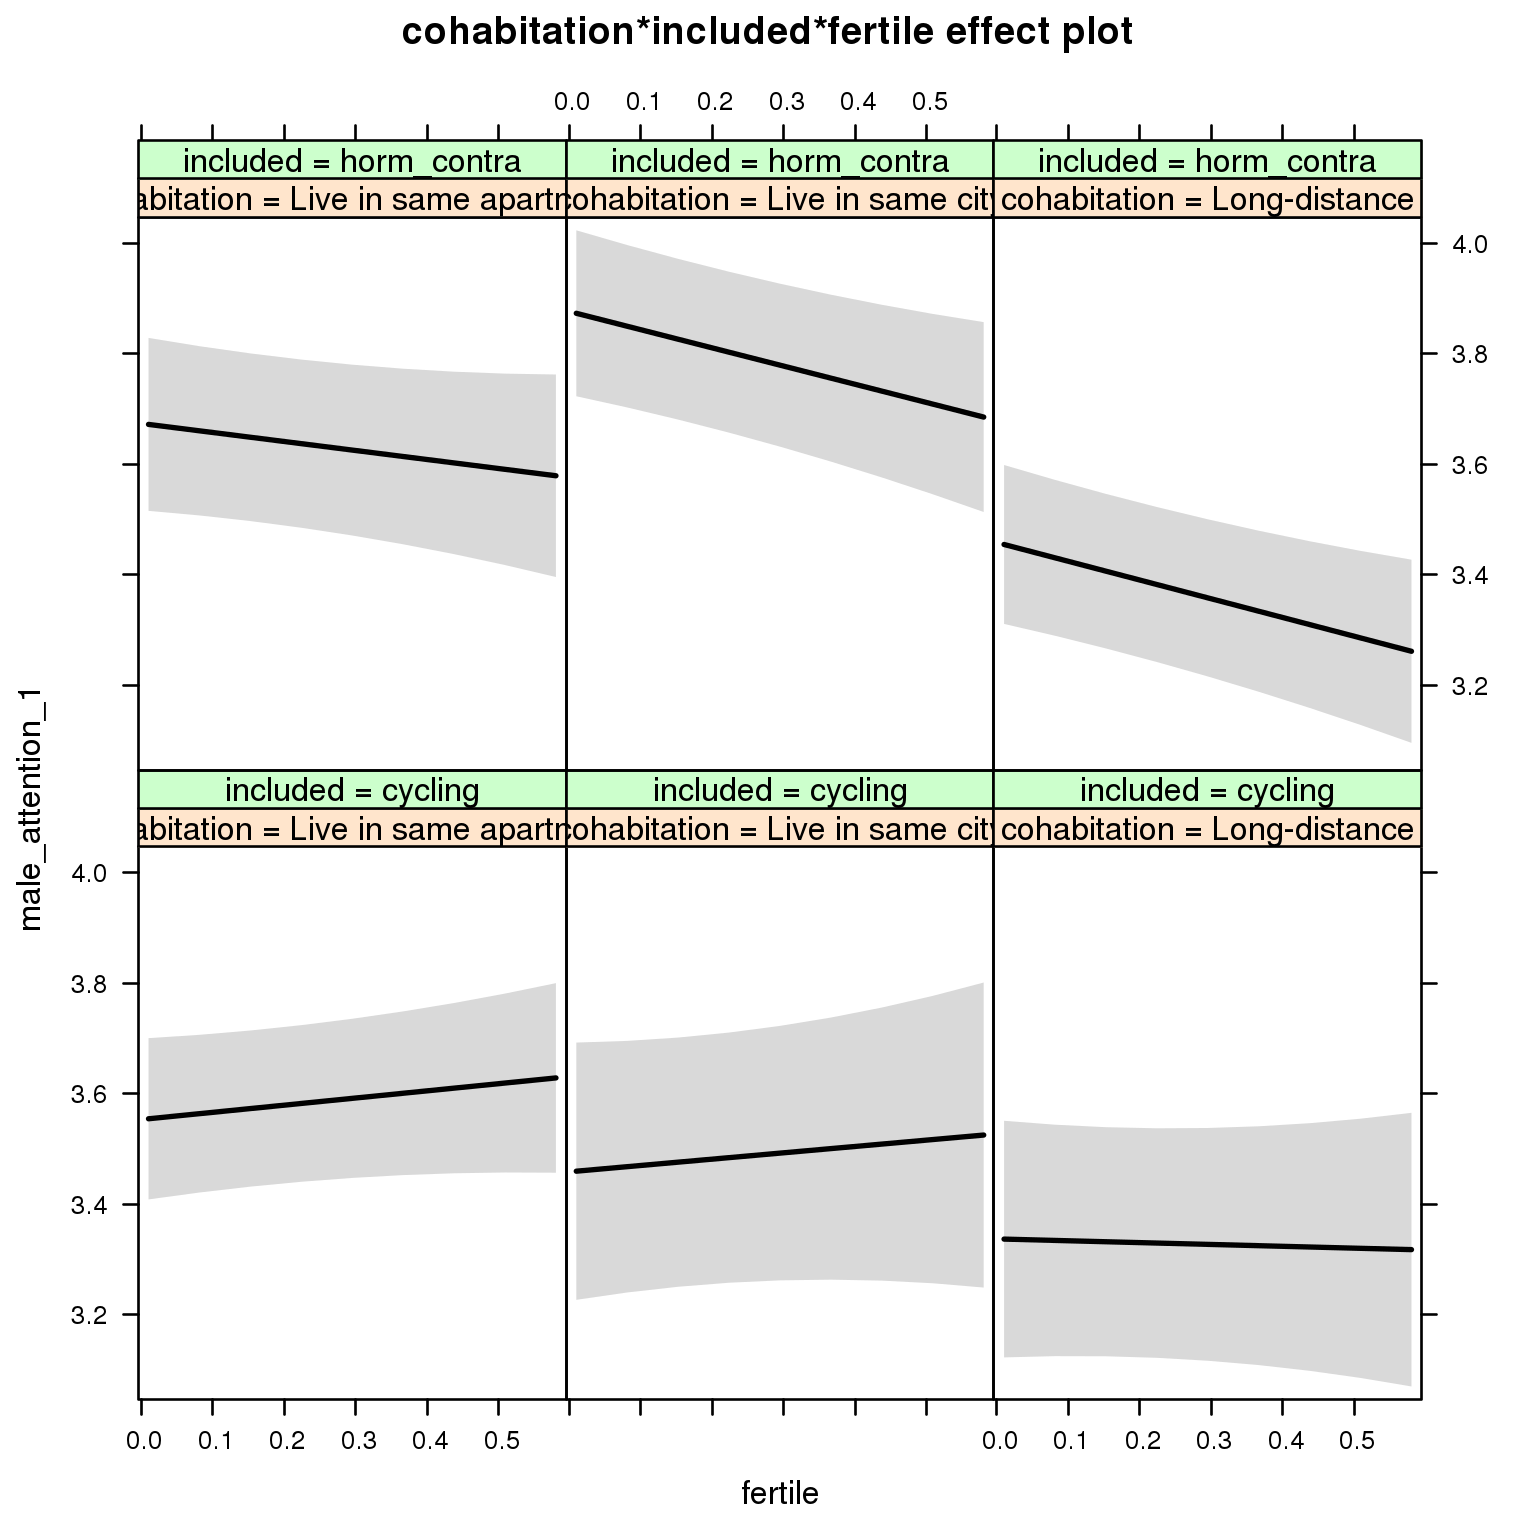 cohabitation*included*fertile effect plot
0.0 0.1 0.2 0.3 0.4 0.5
included = horm_contra included = horm_contra included = horm_contra
abitation = Live in same apartn cohabitation = Live in same city cohabitation = Long-distance
4.0
3.8
3.6
3.4
3.2
male_attention_1
included = cycling included = cycling included = cycling
abitation = Live in same apartn cohabitation = Live in same city cohabitation = Long-distance
4.0
3.8
3.6
3.4
3.2
0.0 0.1 0.2 0.3 0.4 0.5 0.0 0.1 0.2 0.3 0.4 0.5
fertile